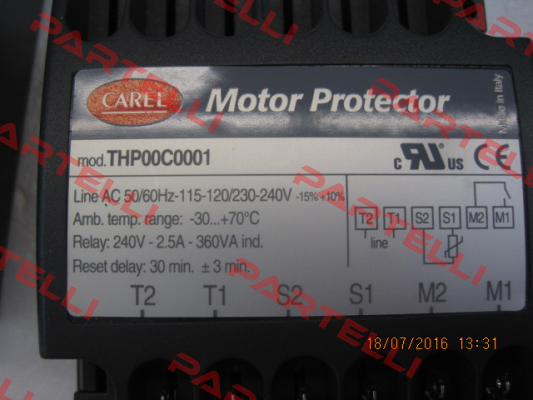 CAREL
Motor Protector
Made in Italy
mod. THP00C0001
c RU US CE
Line AC 50/60Hz-115-120/230-240V -15%+10%
Amb. temp. range: -30...+70°C
Relay: 240V - 2.5A - 360VA ind.
Reset delay: 30 min. ± 3 min.
T2 T1 S2 S1 M2 M1
line
T2 T1 S2 S1 M2 M1
18/07/2016 13:31
PARTELLI
PARTELLI
PARTELLI
PARTELLI
PARTELLI
PARTELLI